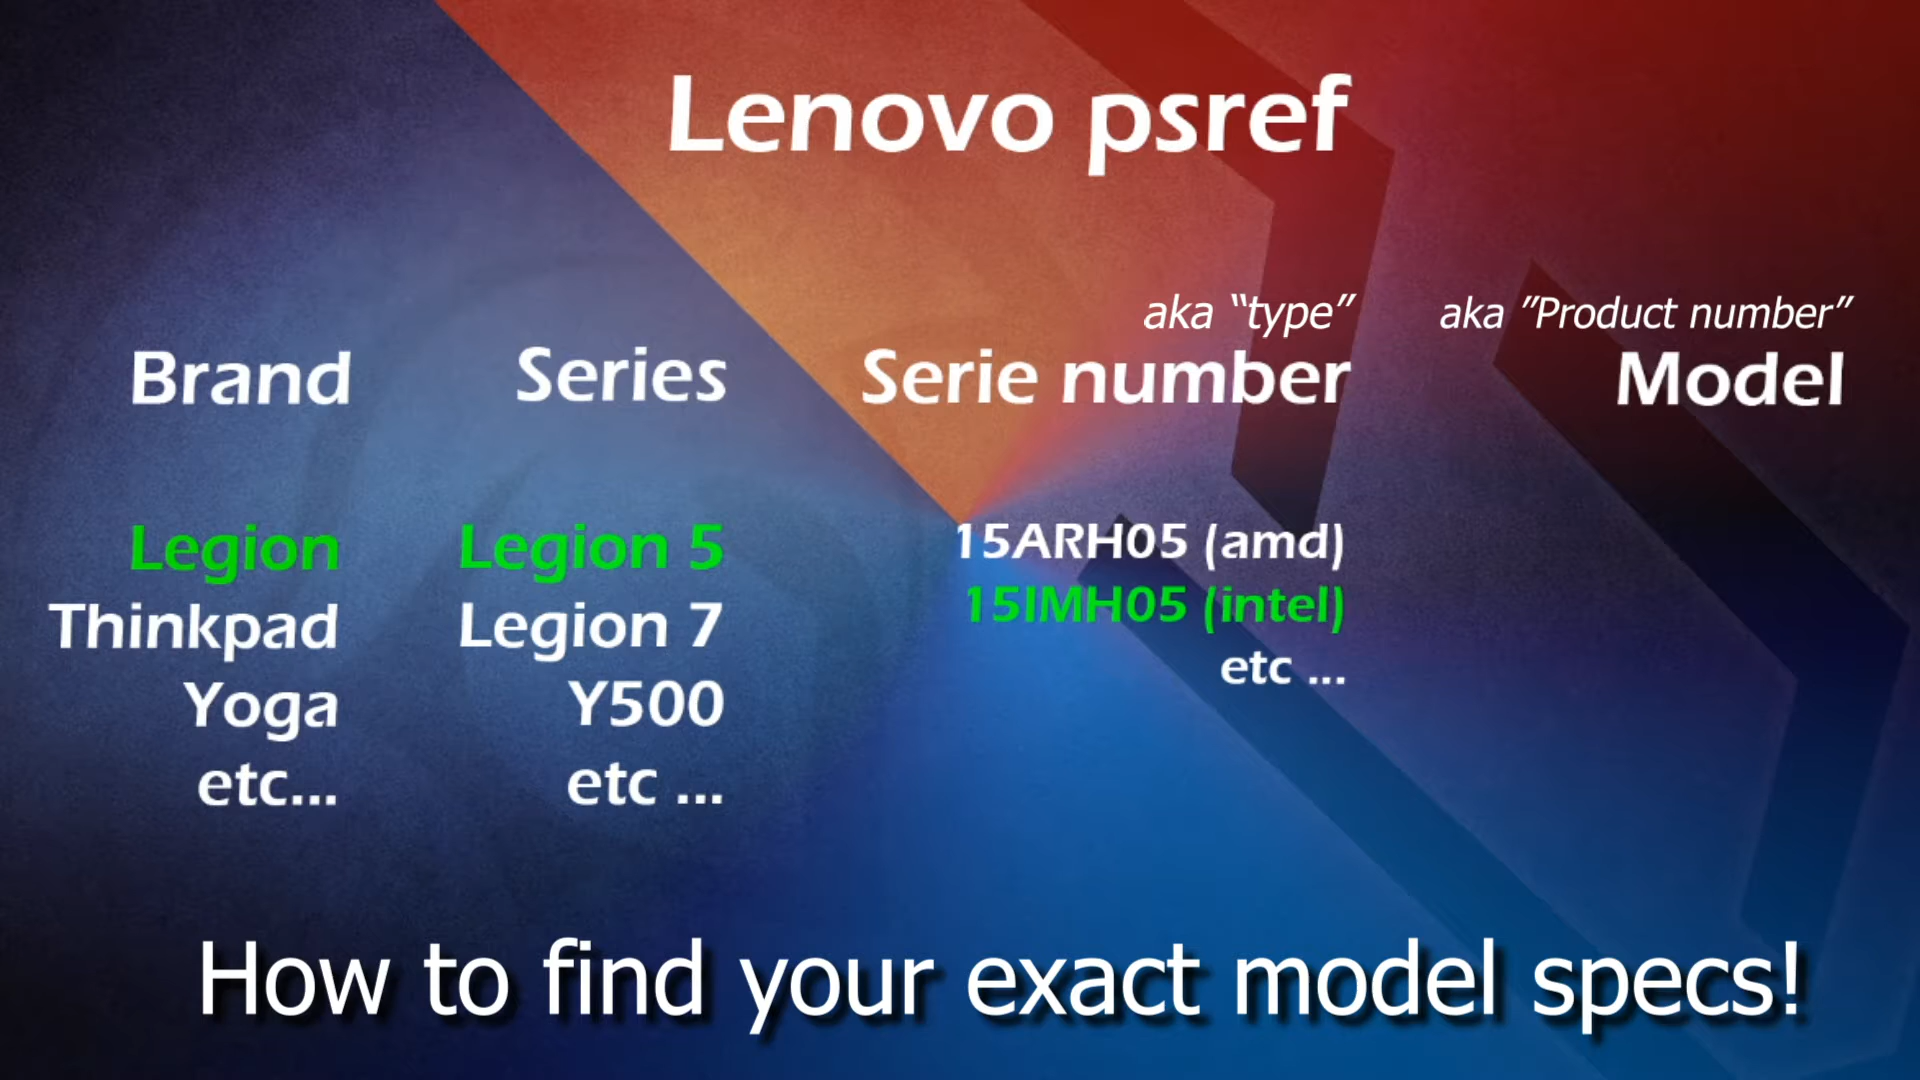 Lenovo psref
aka “type”
aka ”Product number”
Brand
Series
Serie number
Model
Legion
Thinkpad
Yoga
etc...
Legion 5
Legion 7
Y500
etc ...
15ARH05 (amd)
15IMH05 (intel)
etc ...
How to find your exact model specs!